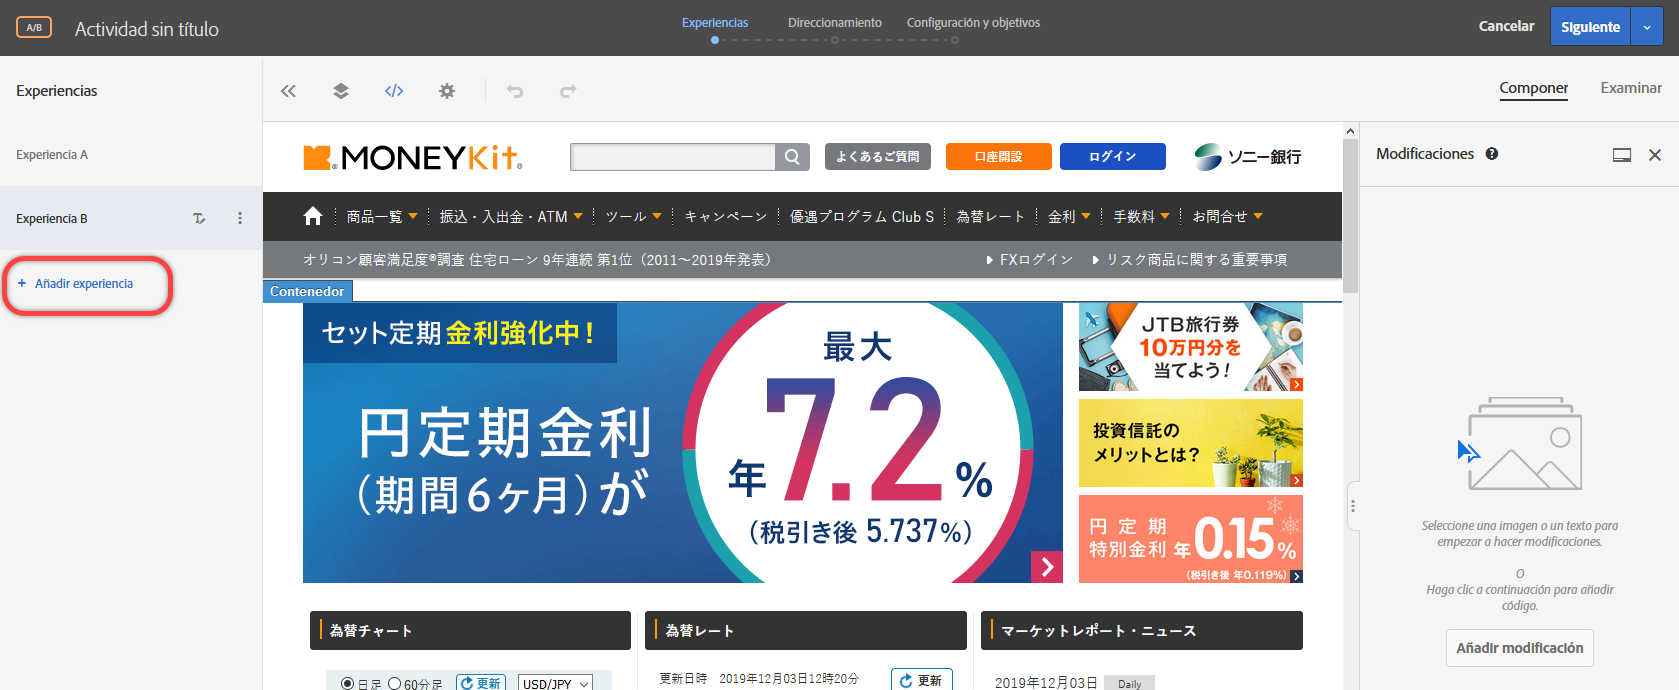 A/B
Actividad sin título
Experiencias
Direccionamiento
Configuración y objetivos
Cancelar
Siguiente
Experiencias
Componer
Examinar
Experiencia A
Experiencia B
+ Añadir experiencia
MONEYKit
よくあるご質問
口座開設
ログイン
ソニー銀行
商品一覧
振込・入出金・ATM
ツール
キャンペーン
優遇プログラム Club S
為替レート
金利
手数料
お問合せ
オリコン顧客満足度®調査 住宅ローン 9年連続 第1位（2011～2019年発表）
FXログイン
リスク商品に関する重要事項
Contenedor
セット定期 金利強化中！
円定期金利
（期間6ヶ月）が
最大
年7.2%
（税引き後 5.737%）
JTB旅行券
10万円分を
当てよう！
投資信託の
メリットとは？
円定期
特別金利 年0.15%
（税引き後 年0.119%）
為替チャート
為替レート
マーケットレポート・ニュース
日足 60分足 更新 USD/JPY
更新日時 2019年12月03日12時20分 更新
2019年12月03日 Daily
Modificaciones
Seleccione una imagen o un texto para
empezar a hacer modificaciones.
O
Haga clic a continuación para añadir
código.
Añadir modificación